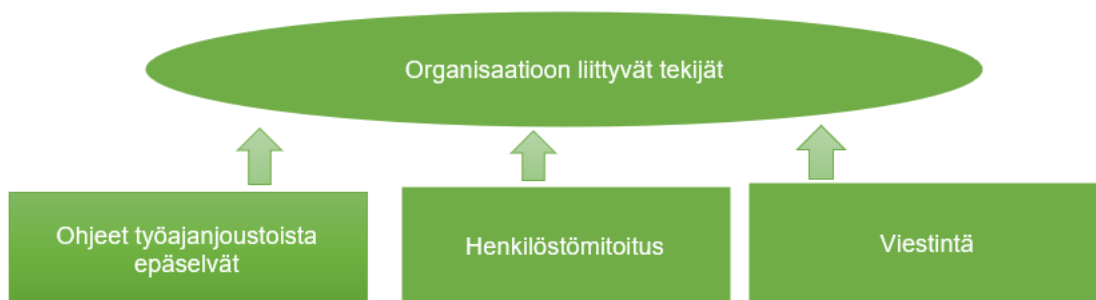 Organisaatioon liittyvät tekijät
Ohjeet työajanjoustoista
epäselvät
Henkilöstömitoitus
Viestintä